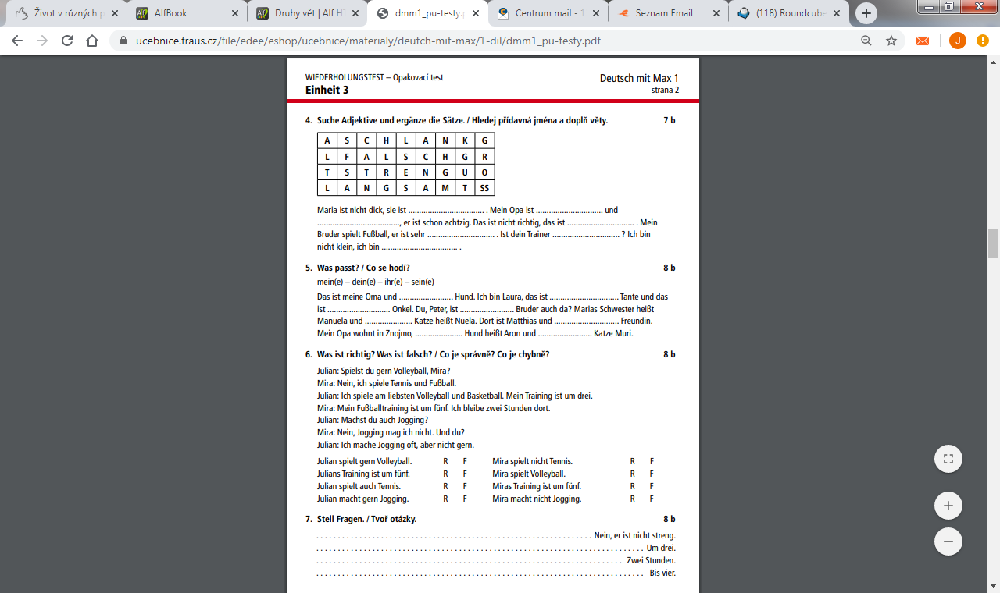 Život v různých p
AlfBook
Druhy vět | Alf H
dmm1_pu-testy.p
Centrum mail - 1
Seznam Email
(118) Roundcube
ucebnice.fraus.cz/file/edee/eshop/ucebnice/materialy/deutch-mit-max/1-dil/dmm1_pu-testy.pdf
J
WIEDERHOLUNGSTEST – Opakovací test Deutsch mit Max 1
Einheit 3 strana 2
4. Suche Adjektive und ergänze die Sätze. / Hledej přídavná jména a doplň věty. 7 b
A S C H L A N K G
L F A L S C H G R
T S T R E N G U O
L A N G S A M T SS
Maria ist nicht dick, sie ist ................................... . Mein Opa ist ............................... und
......................................, er ist schon achtzig. Das ist nicht richtig, das ist ............................... . Mein
Bruder spielt Fußball, er ist sehr ............................... . Ist dein Trainer ............................... ? Ich bin
nicht klein, ich bin ................................... .
5. Was passt? / Co se hodí? 8 b
mein(e) – dein(e) – ihr(e) – sein(e)
Das ist meine Oma und ......................... Hund. Ich bin Laura, das ist ................................ Tante und das
ist ............................. Onkel. Du, Peter, ist ......................... Bruder auch da? Marias Schwester heißt
Manuela und ...................... Katze heißt Nuela. Dort ist Matthias und .............................. Freundin.
Mein Opa wohnt in Znojmo, ...................... Hund heißt Aron und ......................... Katze Muri.
6. Was ist richtig? Was ist falsch? / Co je správně? Co je chybně? 8 b
Julian: Spielst du gern Volleyball, Mira?
Mira: Nein, ich spiele Tennis und Fußball.
Julian: Ich spiele am liebsten Volleyball und Basketball. Mein Training ist um drei.
Mira: Mein Fußballtraining ist um fünf. Ich bleibe zwei Stunden dort.
Julian: Machst du auch Jogging?
Mira: Nein, Jogging mag ich nicht. Und du?
Julian: Ich mache Jogging oft, aber nicht gern.
Julian spielt gern Volleyball. R F Mira spielt nicht Tennis. R F
Julians Training ist um fünf. R F Mira spielt Volleyball. R F
Julian spielt auch Tennis. R F Miras Training ist um fünf. R F
Julian macht gern Jogging. R F Mira macht nicht Jogging. R F
7. Stell Fragen. / Tvoř otázky. 8 b
. . . . . . . . . . . . . . . . . . . . . . . . . . . . . . Nein, er ist nicht streng.
. . . . . . . . . . . . . . . . . . . . . . . . . . . . . . . . . . . . Um drei.
. . . . . . . . . . . . . . . . . . . . . . . . . . . . . . . . . . Zwei Stunden.
. . . . . . . . . . . . . . . . . . . . . . . . . . . . . . . . . . . . Bis vier.